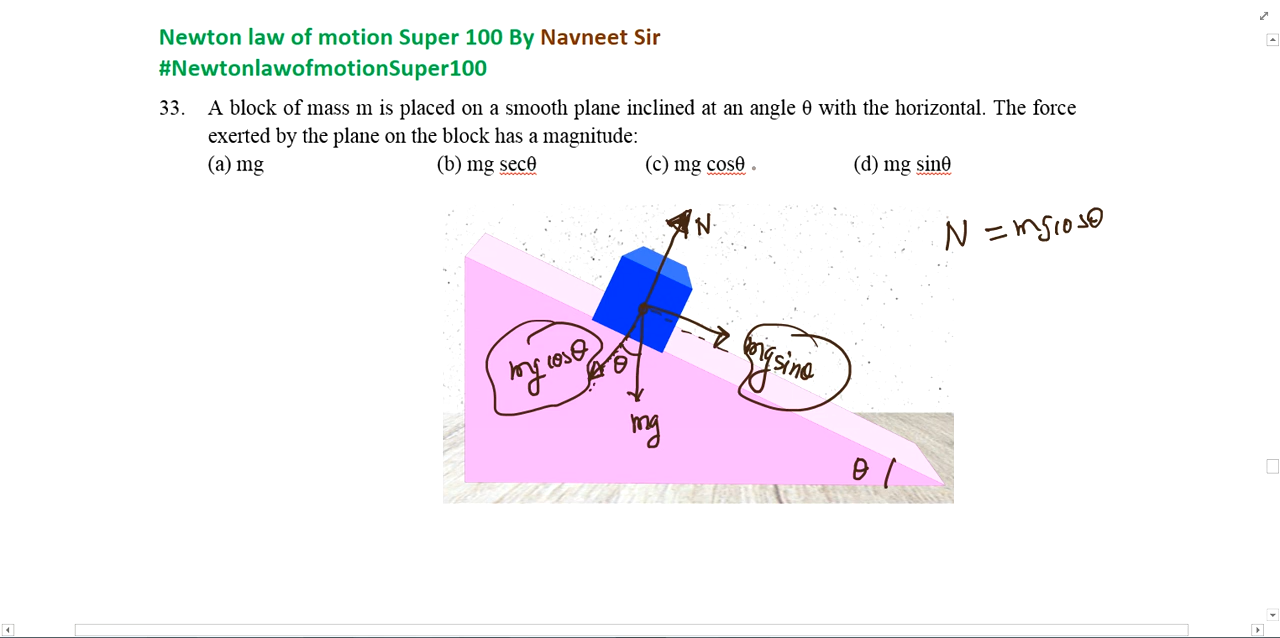 Newton law of motion Super 100 By Navneet Sir
#NewtonlawofmotionSuper100
33. A block of mass m is placed on a smooth plane inclined at an angle θ with the horizontal. The force
exerted by the plane on the block has a magnitude:
(a) mg (b) mg secθ (c) mg cosθ (d) mg sinθ
N
N = mgcosθ
mg cosθ
θ
mg sinθ
mg
θ